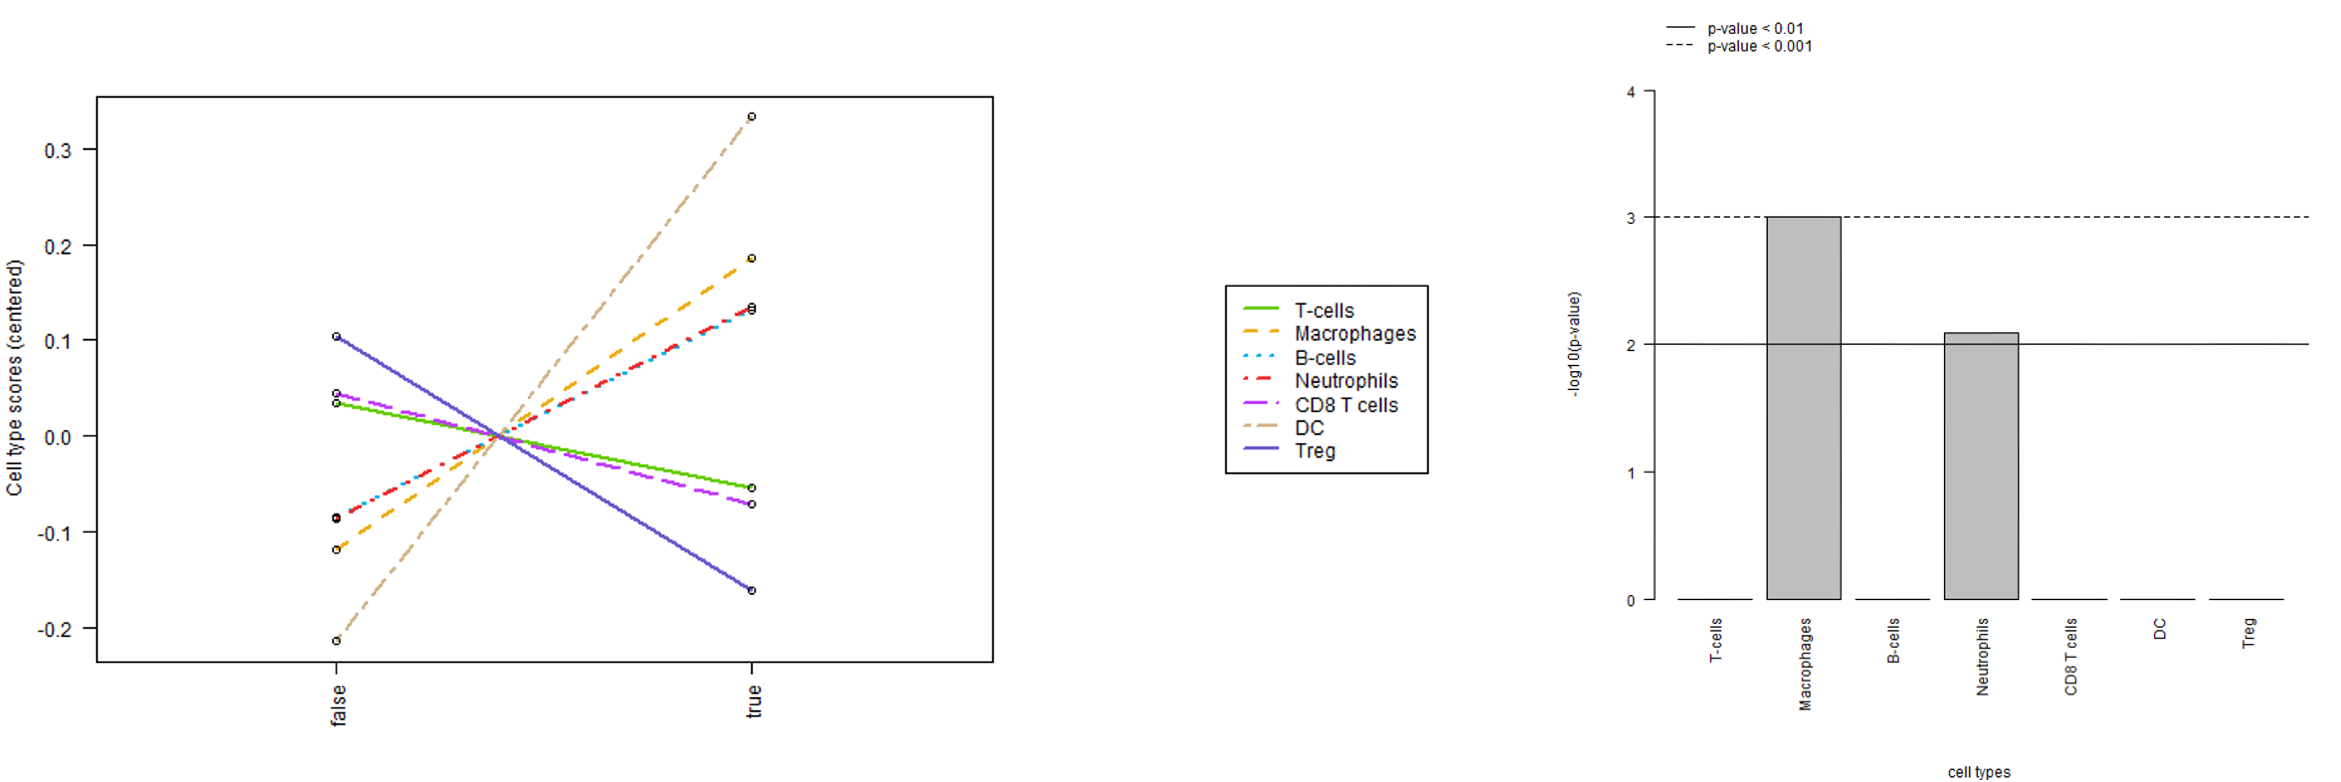 Cell type scores (centered)
0.3
0.2
0.1
0.0
-0.1
-0.2
false
true
T-cells
Macrophages
B-cells
Neutrophils
CD8 T cells
DC
Treg
p-value < 0.01
p-value < 0.001
-log10(p-value)
4
3
2
1
0
T-cells
Macrophages
B-cells
Neutrophils
CD8 T cells
DC
Treg
cell types